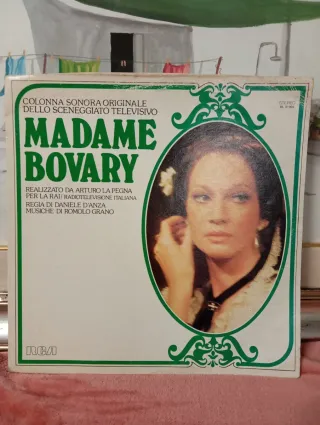 COLONNA SONORA ORIGINALE
DELLO SCENEGGIATO TELEVISIVO
MADAME
BOVARY
REALIZZATO DA ARTURO LA PEGNA
PER LA RAI/RADIOTELEVISIONE ITALIANA
REGIA DI DANIELE D'ANZA
MUSICHE DI ROMOLO GRANO
RCA